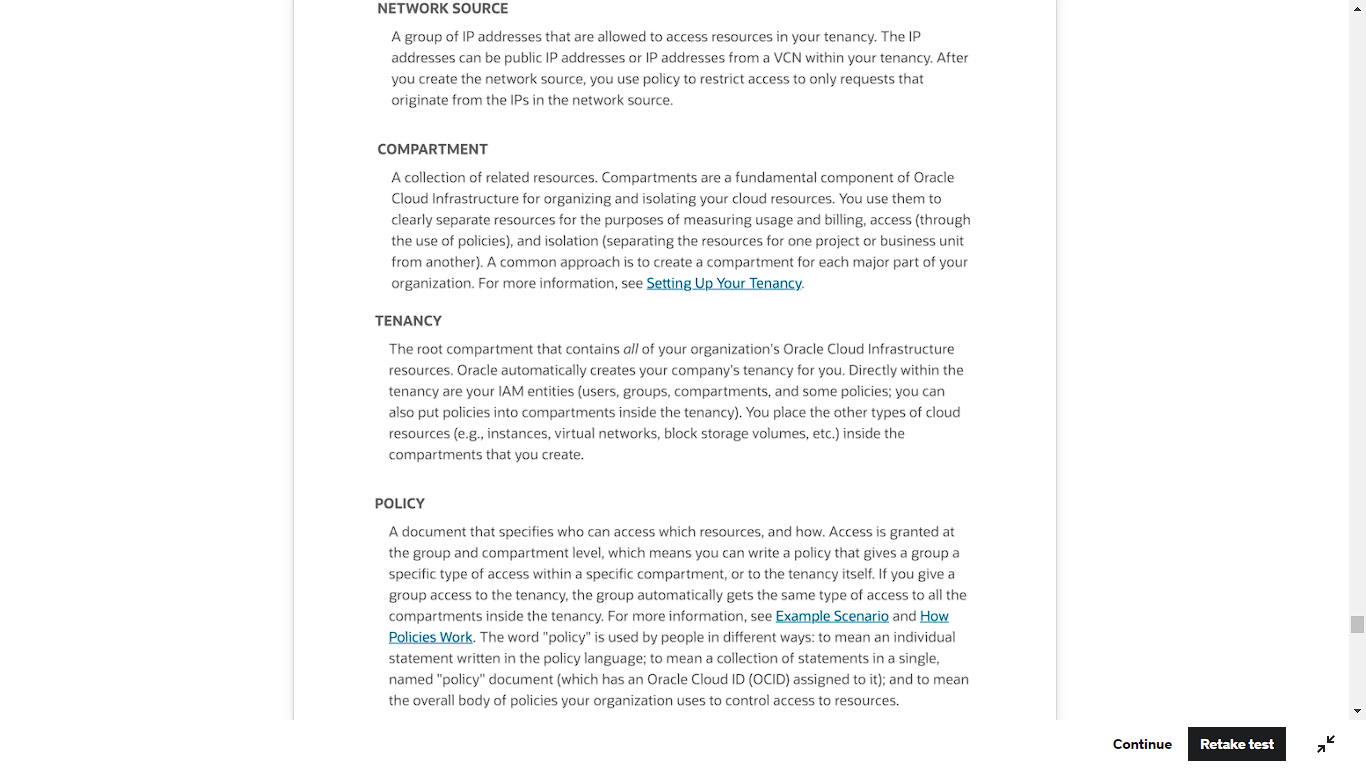 NETWORK SOURCE
A group of IP addresses that are allowed to access resources in your tenancy. The IP
addresses can be public IP addresses or IP addresses from a VCN within your tenancy. After
you create the network source, you use policy to restrict access to only requests that
originate from the IPs in the network source.
COMPARTMENT
A collection of related resources. Compartments are a fundamental component of Oracle
Cloud Infrastructure for organizing and isolating your cloud resources. You use them to
clearly separate resources for the purposes of measuring usage and billing, access (through
the use of policies), and isolation (separating the resources for one project or business unit
from another). A common approach is to create a compartment for each major part of your
organization. For more information, see Setting Up Your Tenancy.
TENANCY
The root compartment that contains all of your organization's Oracle Cloud Infrastructure
resources. Oracle automatically creates your company's tenancy for you. Directly within the
tenancy are your IAM entities (users, groups, compartments, and some policies; you can
also put policies into compartments inside the tenancy). You place the other types of cloud
resources (e.g., instances, virtual networks, block storage volumes, etc.) inside the
compartments that you create.
POLICY
A document that specifies who can access which resources, and how. Access is granted at
the group and compartment level, which means you can write a policy that gives a group a
specific type of access within a specific compartment, or to the tenancy itself. If you give a
group access to the tenancy, the group automatically gets the same type of access to all the
compartments inside the tenancy. For more information, see Example Scenario and How
Policies Work. The word "policy" is used by people in different ways: to mean an individual
statement written in the policy language; to mean a collection of statements in a single,
named "policy" document (which has an Oracle Cloud ID (OCID) assigned to it); and to mean
the overall body of policies your organization uses to control access to resources.
Continue
Retake test